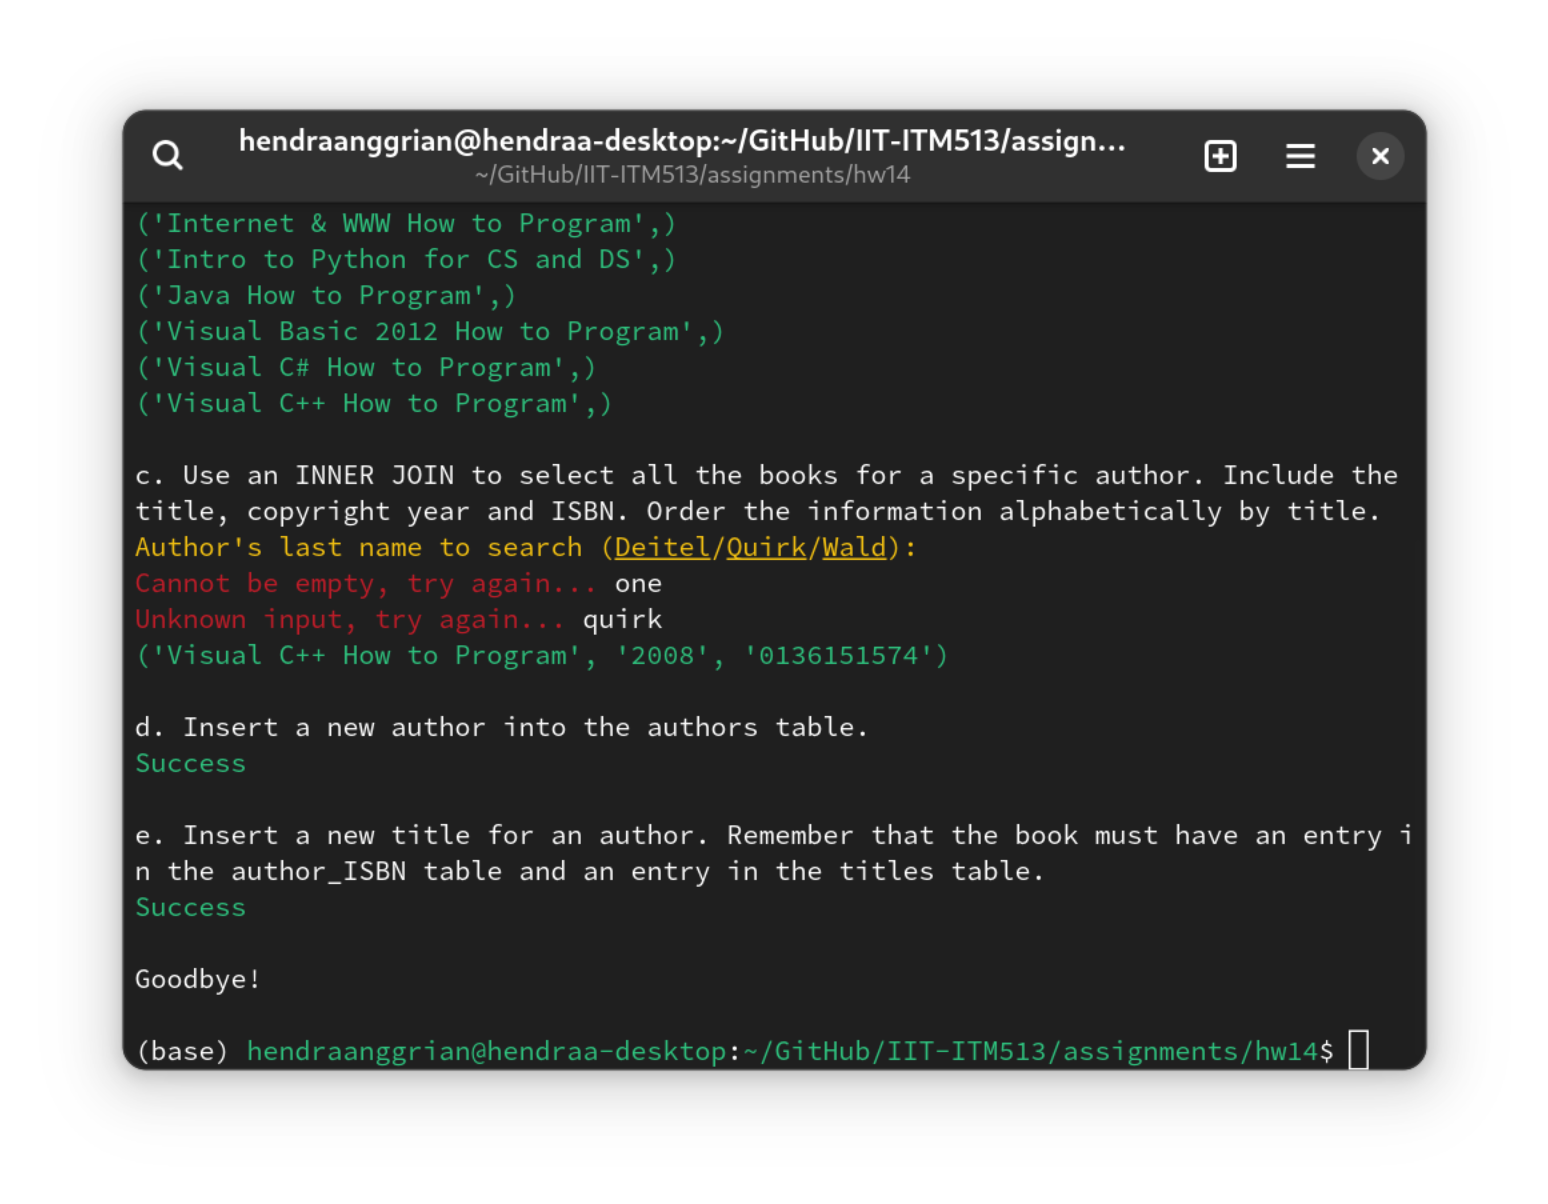 hendraanggrian@hendraa-desktop:~/GitHub/IIT-ITM513/assign...
~/GitHub/IIT-ITM513/assignments/hw14
('Internet & WWW How to Program',)
('Intro to Python for CS and DS',)
('Java How to Program',)
('Visual Basic 2012 How to Program',)
('Visual C# How to Program',)
('Visual C++ How to Program',)
c. Use an INNER JOIN to select all the books for a specific author. Include the
title, copyright year and ISBN. Order the information alphabetically by title.
Author's last name to search (Deitel/Quirk/Wald):
Cannot be empty, try again... one
Unknown input, try again... quirk
('Visual C++ How to Program', '2008', '0136151574')
d. Insert a new author into the authors table.
Success
e. Insert a new title for an author. Remember that the book must have an entry i
n the author_ISBN table and an entry in the titles table.
Success
Goodbye!
(base) hendraanggrian@hendraa-desktop:~/GitHub/IIT-ITM513/assignments/hw14$